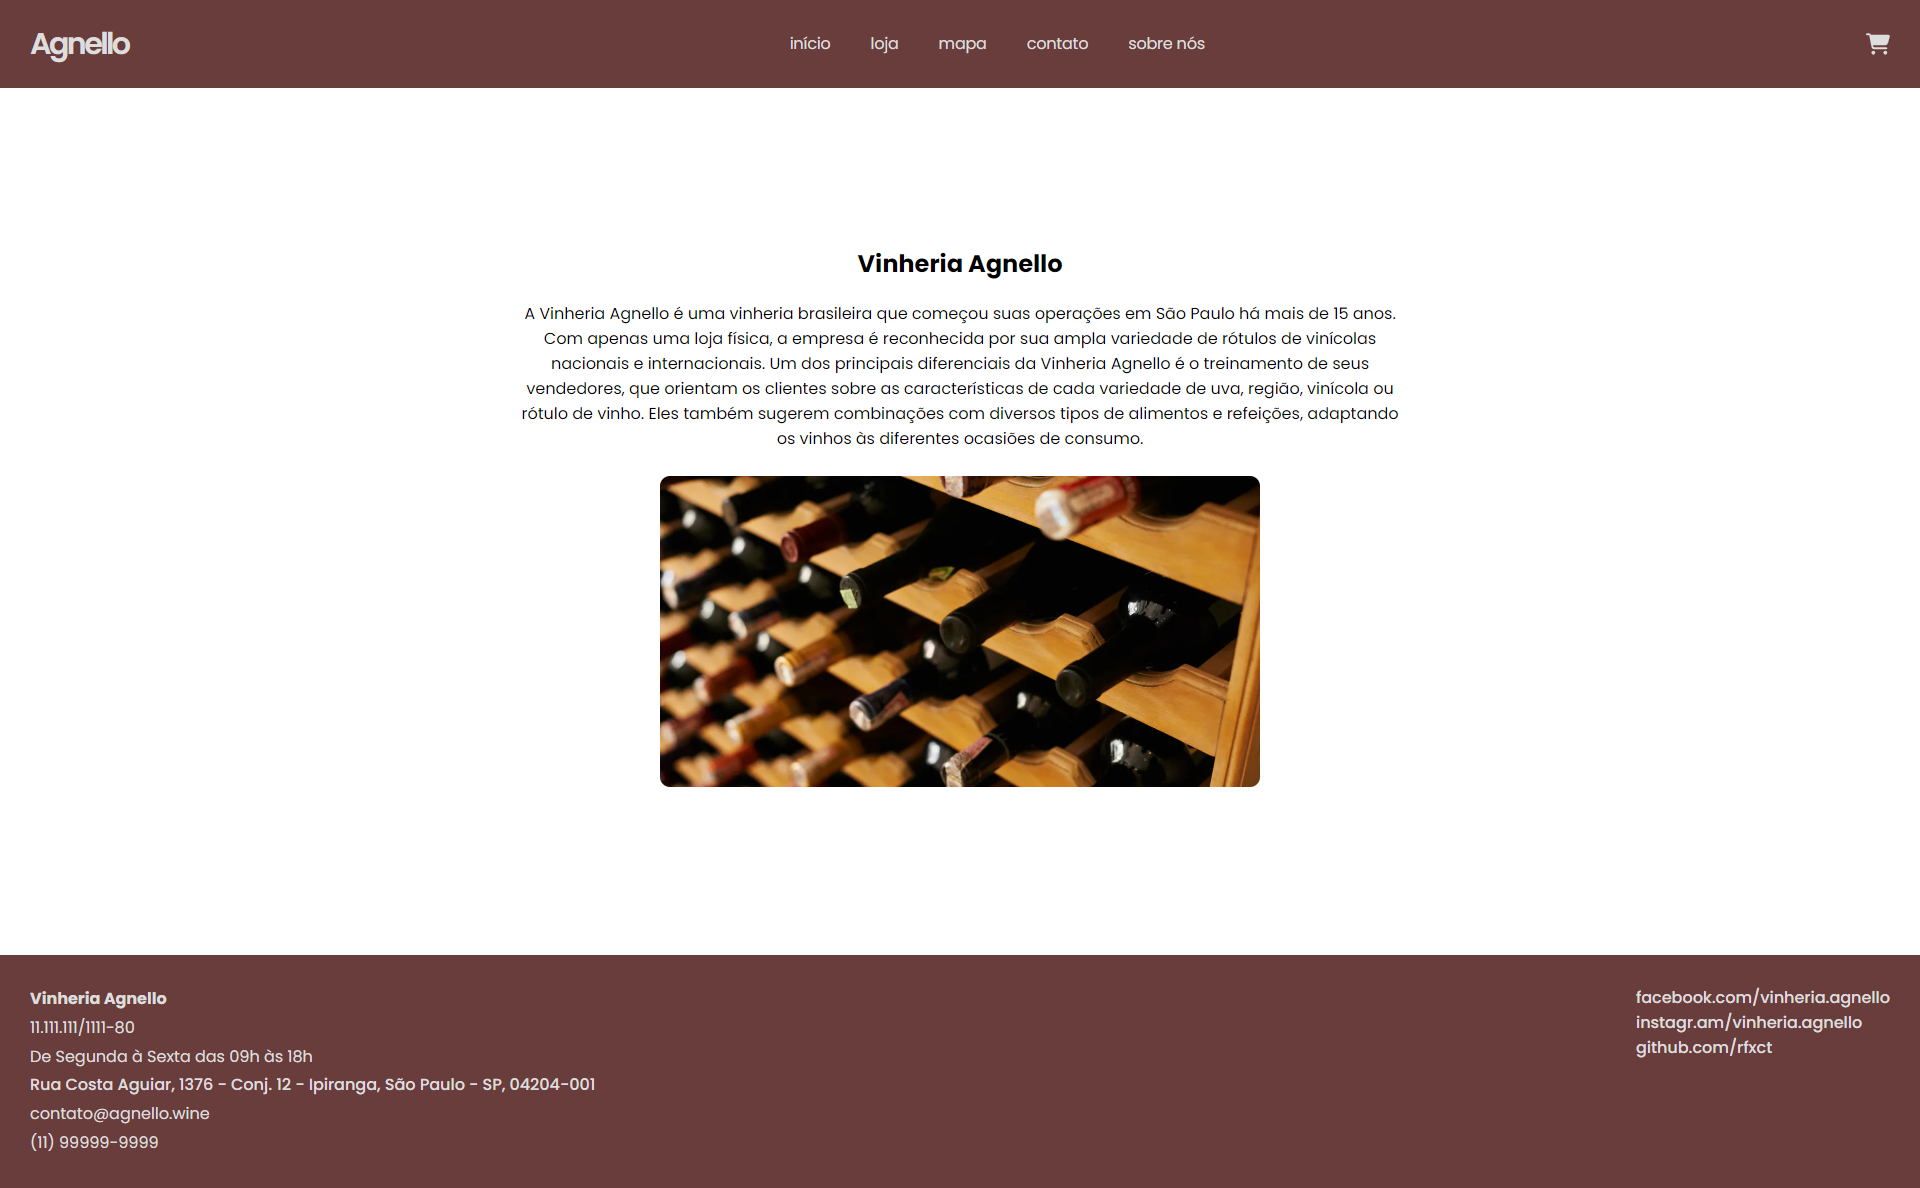 Agnello
início
loja
mapa
contato
sobre nós
Vinheria Agnello
A Vinheria Agnello é uma vinheria brasileira que começou suas operações em São Paulo há mais de 15 anos.
Com apenas uma loja física, a empresa é reconhecida por sua ampla variedade de rótulos de vinícolas
nacionais e internacionais. Um dos principais diferenciais da Vinheria Agnello é o treinamento de seus
vendedores, que orientam os clientes sobre as características de cada variedade de uva, região, vinícola ou
rótulo de vinho. Eles também sugerem combinações com diversos tipos de alimentos e refeições, adaptando
os vinhos às diferentes ocasiões de consumo.
Vinheria Agnello
11.111.111/1111-80
De Segunda à Sexta das 09h às 18h
Rua Costa Aguiar, 1376 - Conj. 12 - Ipiranga, São Paulo - SP, 04204-001
contato@agnello.wine
(11) 99999-9999
facebook.com/vinheria.agnello
instagr.am/vinheria.agnello
github.com/rfxct